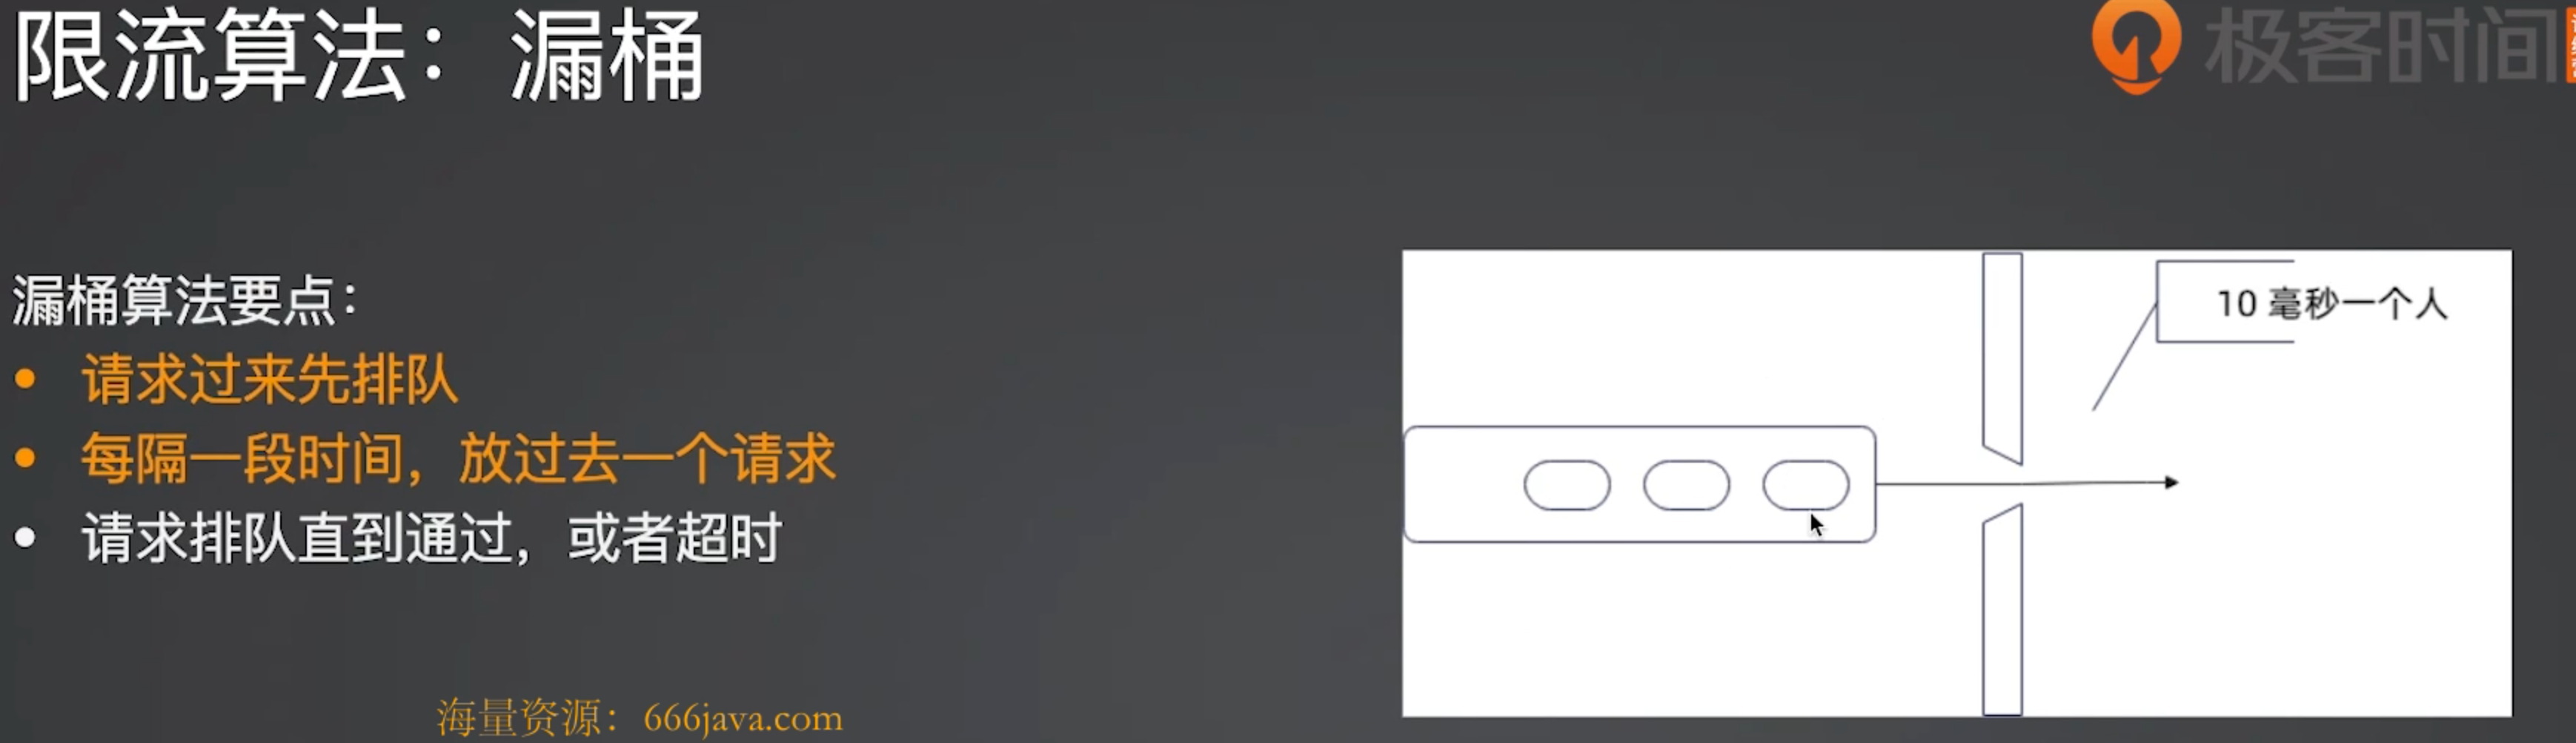 限流算法：漏桶
极客时间
漏桶算法要点：
• 请求过来先排队
• 每隔一段时间，放过去一个请求
• 请求排队直到通过，或者超时
10 毫秒一个人
海量资源：666java.com